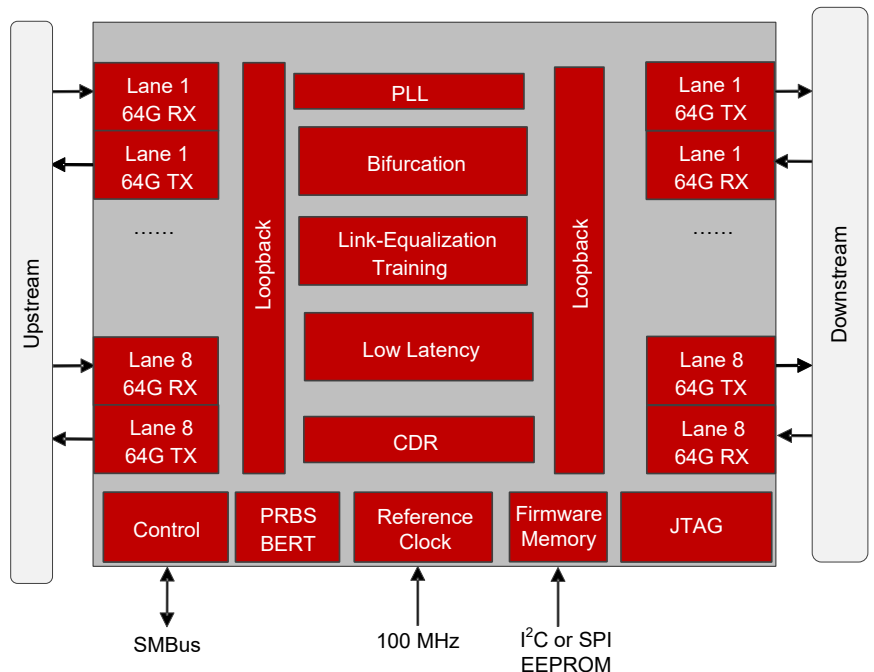 Upstream
Lane 1
64G RX
Lane 1
64G TX
......
Lane 8
64G RX
Lane 8
64G TX
Loopback
PLL
Bifurcation
Link-Equalization
Training
Low Latency
CDR
Loopback
Lane 1
64G TX
Lane 1
64G RX
......
Lane 8
64G TX
Lane 8
64G RX
Downstream
Control
PRBS
BERT
Reference
Clock
Firmware
Memory
JTAG
SMBus
100 MHz
I²C or SPI
EEPROM